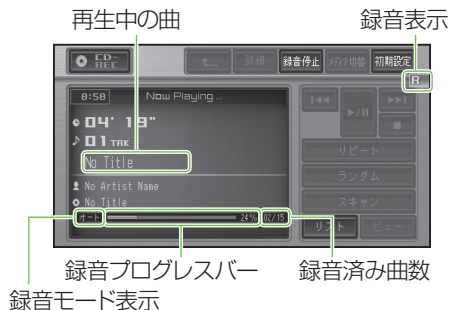 再生中の曲
録音表示
CD-REC
詳細
録音停止
メディア切替
初期設定
R
8:58
Now Playing...
04' 19"
01 TRK
No Title
No Artist Name
No Title
オート
24%
02/15
リピート
ランダム
スキャン
リスト
ビュー
録音プログレスバー
録音済み曲数
録音モード表示